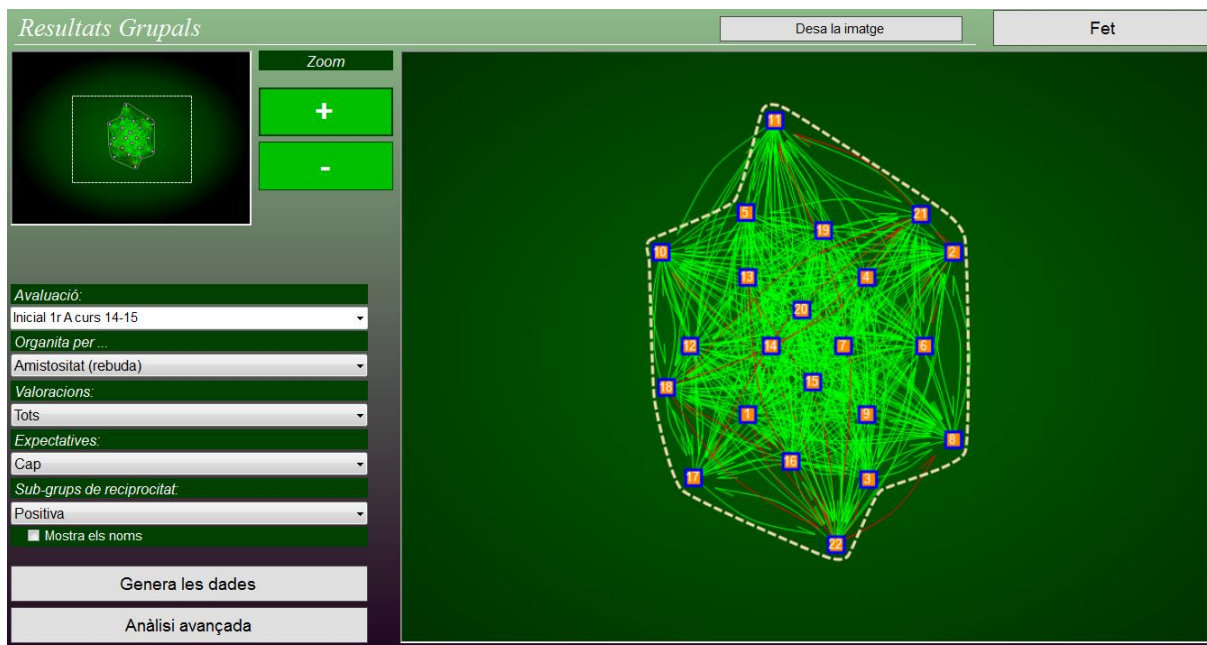 Resultats Grupals
Desa la imatge
Fet
Zoom
+
-
Avaluació:
Inicial 1r A curs 14-15
Organita per ...
Amistositat (rebuda)
Valoracions:
Tots
Expectatives:
Cap
Sub-grups de reciprocitat:
Positiva
Mostra els noms
Genera les dades
Anàlisi avançada
11
5
21
19
10
2
13
4
20
12
14
7
6
15
18
1
9
8
16
17
3
22